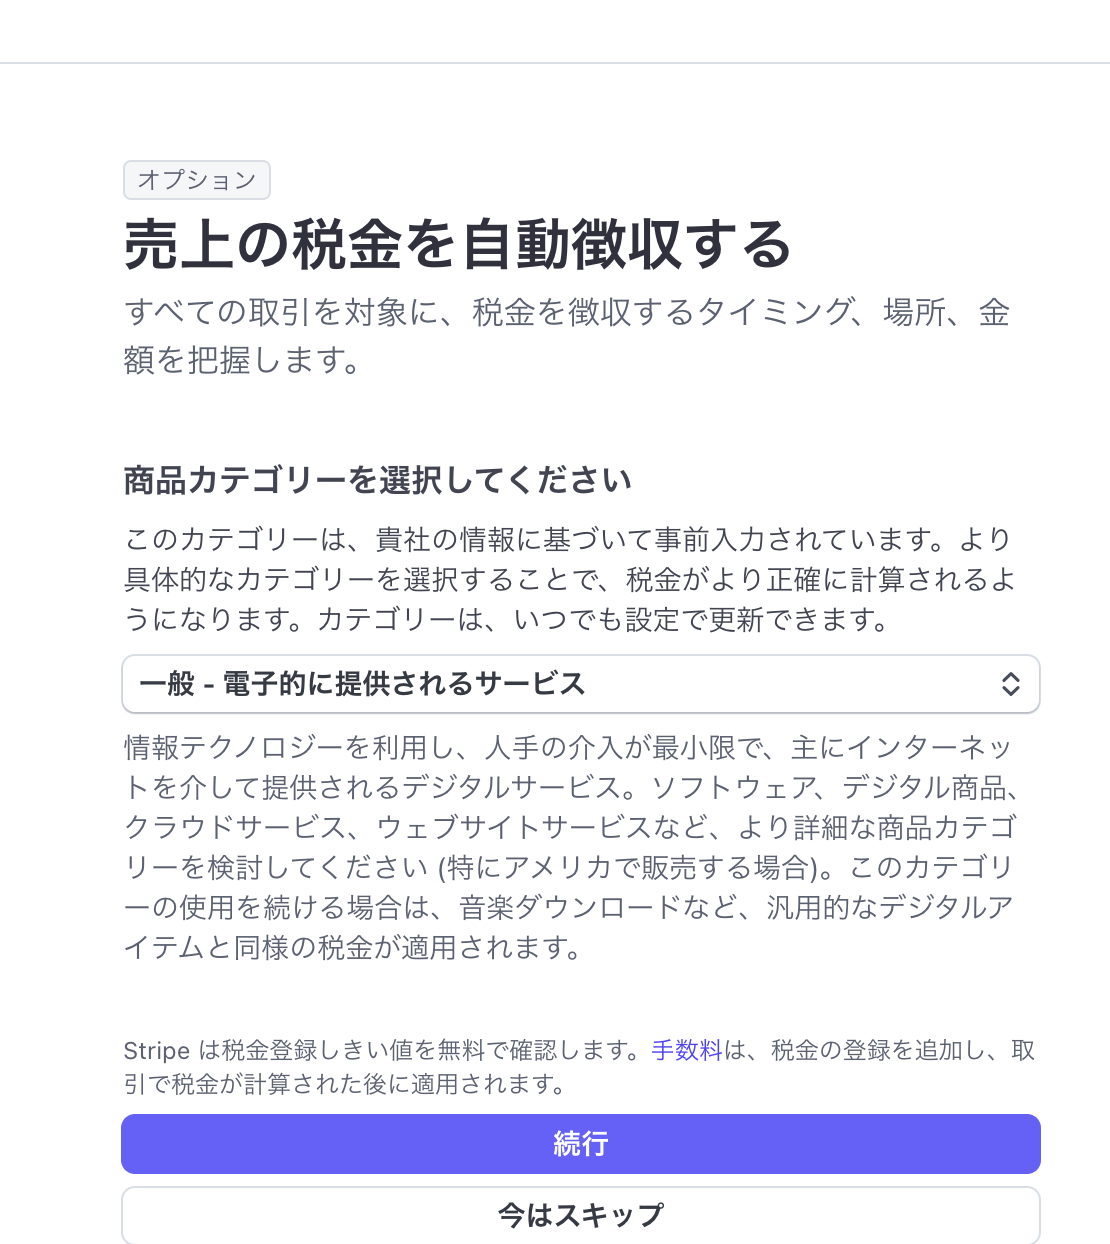 オプション
売上の税金を自動徴収する
すべての取引を対象に、税金を徴収するタイミング、場所、金
額を把握します。
商品カテゴリーを選択してください
このカテゴリーは、貴社の情報に基づいて事前入力されています。より
具体的なカテゴリーを選択することで、税金がより正確に計算されるよ
うになります。カテゴリーは、いつでも設定で更新できます。
一般 - 電子的に提供されるサービス
情報テクノロジーを利用し、人手の介入が最小限で、主にインターネッ
トを介して提供されるデジタルサービス。ソフトウェア、デジタル商品、
クラウドサービス、ウェブサイトサービスなど、より詳細な商品カテゴ
リーを検討してください (特にアメリカで販売する場合)。このカテゴリ
ーの使用を続ける場合は、音楽ダウンロードなど、汎用的なデジタルア
イテムと同様の税金が適用されます。
Stripe は税金登録しきい値を無料で確認します。手数料は、税金の登録を追加し、取
引で税金が計算された後に適用されます。
続行
今はスキップ